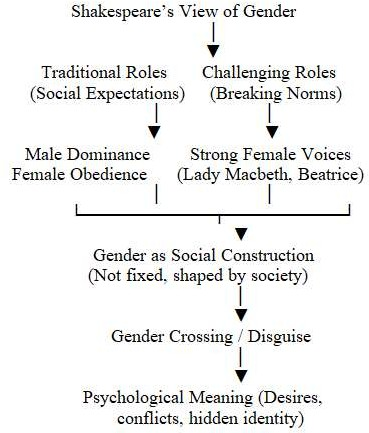 Shakespeare’s View of Gender
Traditional Roles
(Social Expectations)
Challenging Roles
(Breaking Norms)
Male Dominance
Female Obedience
Strong Female Voices
(Lady Macbeth, Beatrice)
Gender as Social Construction
(Not fixed, shaped by society)
Gender Crossing / Disguise
Psychological Meaning (Desires,
conflicts, hidden identity)